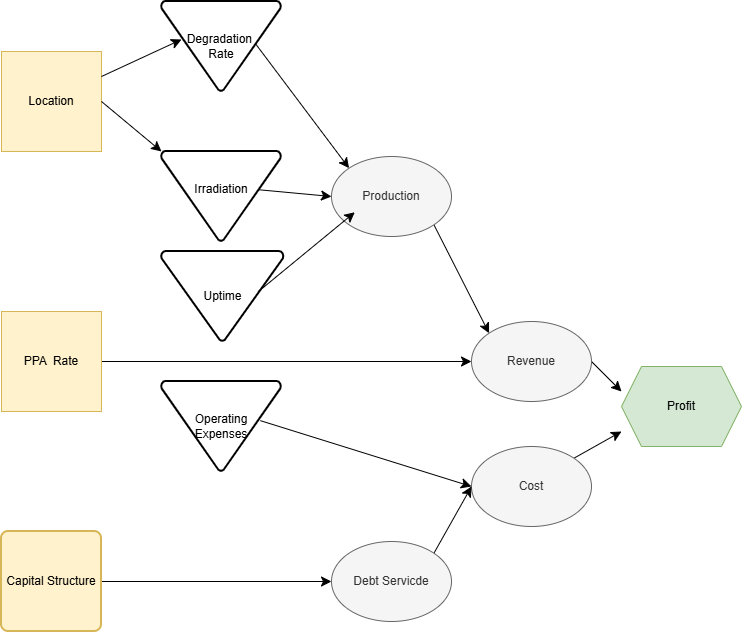 Degradation
Rate
Location
Irradiation
Production
Uptime
PPA  Rate
Revenue
Operating
Expenses
Profit
Cost
Capital Structure
Debt Servicde